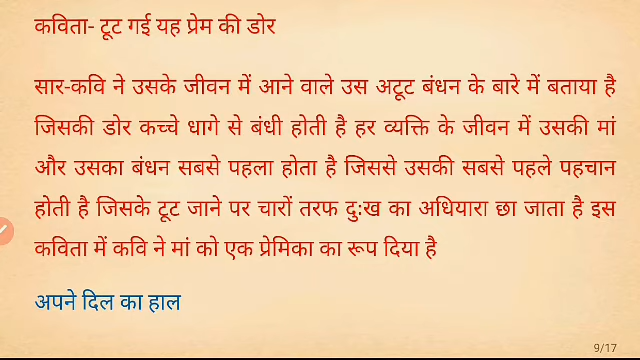 कविता- टूट गई यह प्रेम की डोर
सार-कवि ने उसके जीवन में आने वाले उस अटूट बंधन के बारे में बताया है
जिसकी डोर कच्चे धागे से बंधी होती है हर व्यक्ति के जीवन में उसकी मां
और उसका बंधन सबसे पहला होता है जिससे उसकी सबसे पहले पहचान
होती है जिसके टूट जाने पर चारों तरफ दुःख का अधियारा छा जाता है इस
कविता में कवि ने मां को एक प्रेमिका का रूप दिया है
अपने दिल का हाल
9/17